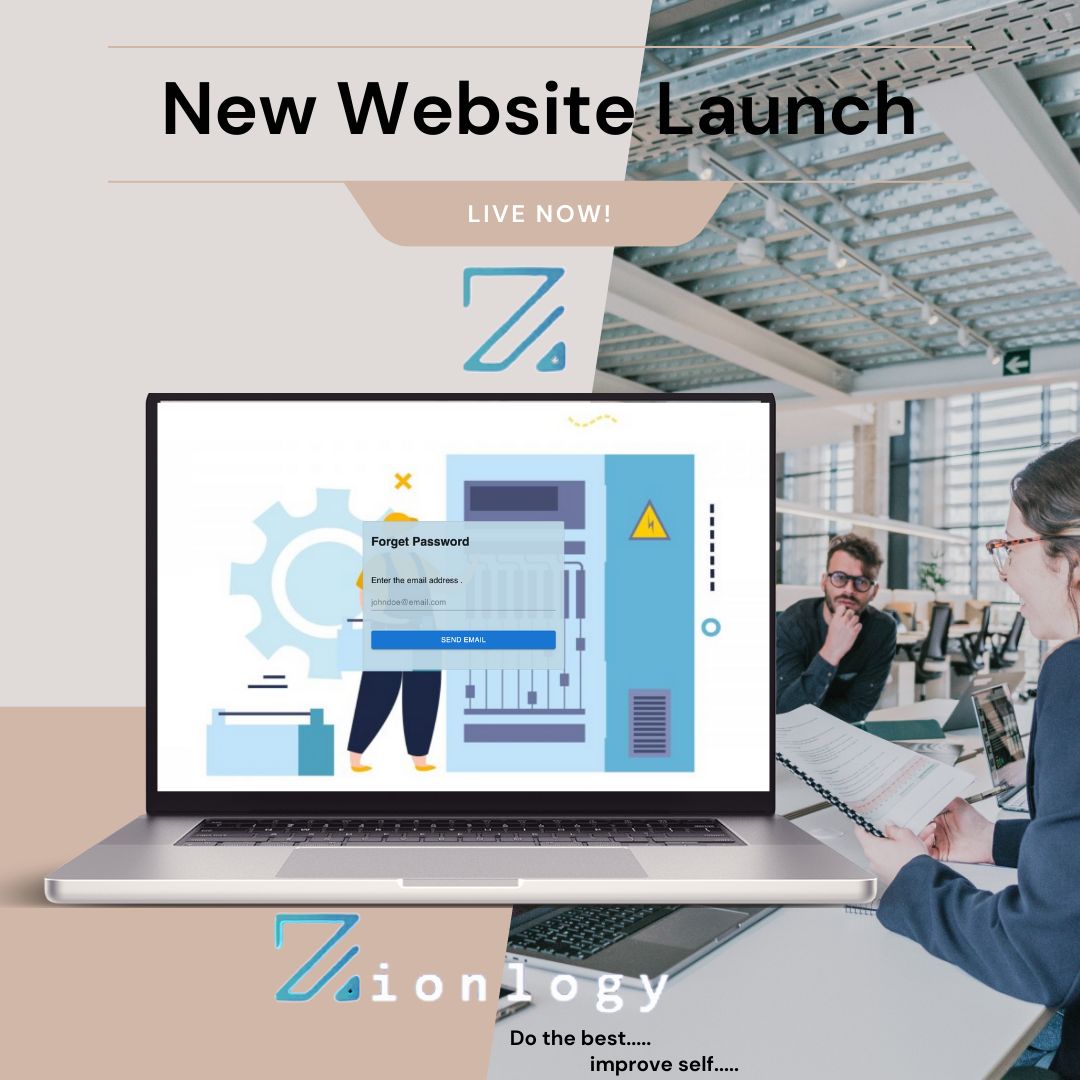 New Website Launch
LIVE NOW!
Forget Password
Enter the email address .
johndoe@email.com
SEND EMAIL
Zionlogy
Do the best.....
improve self.....